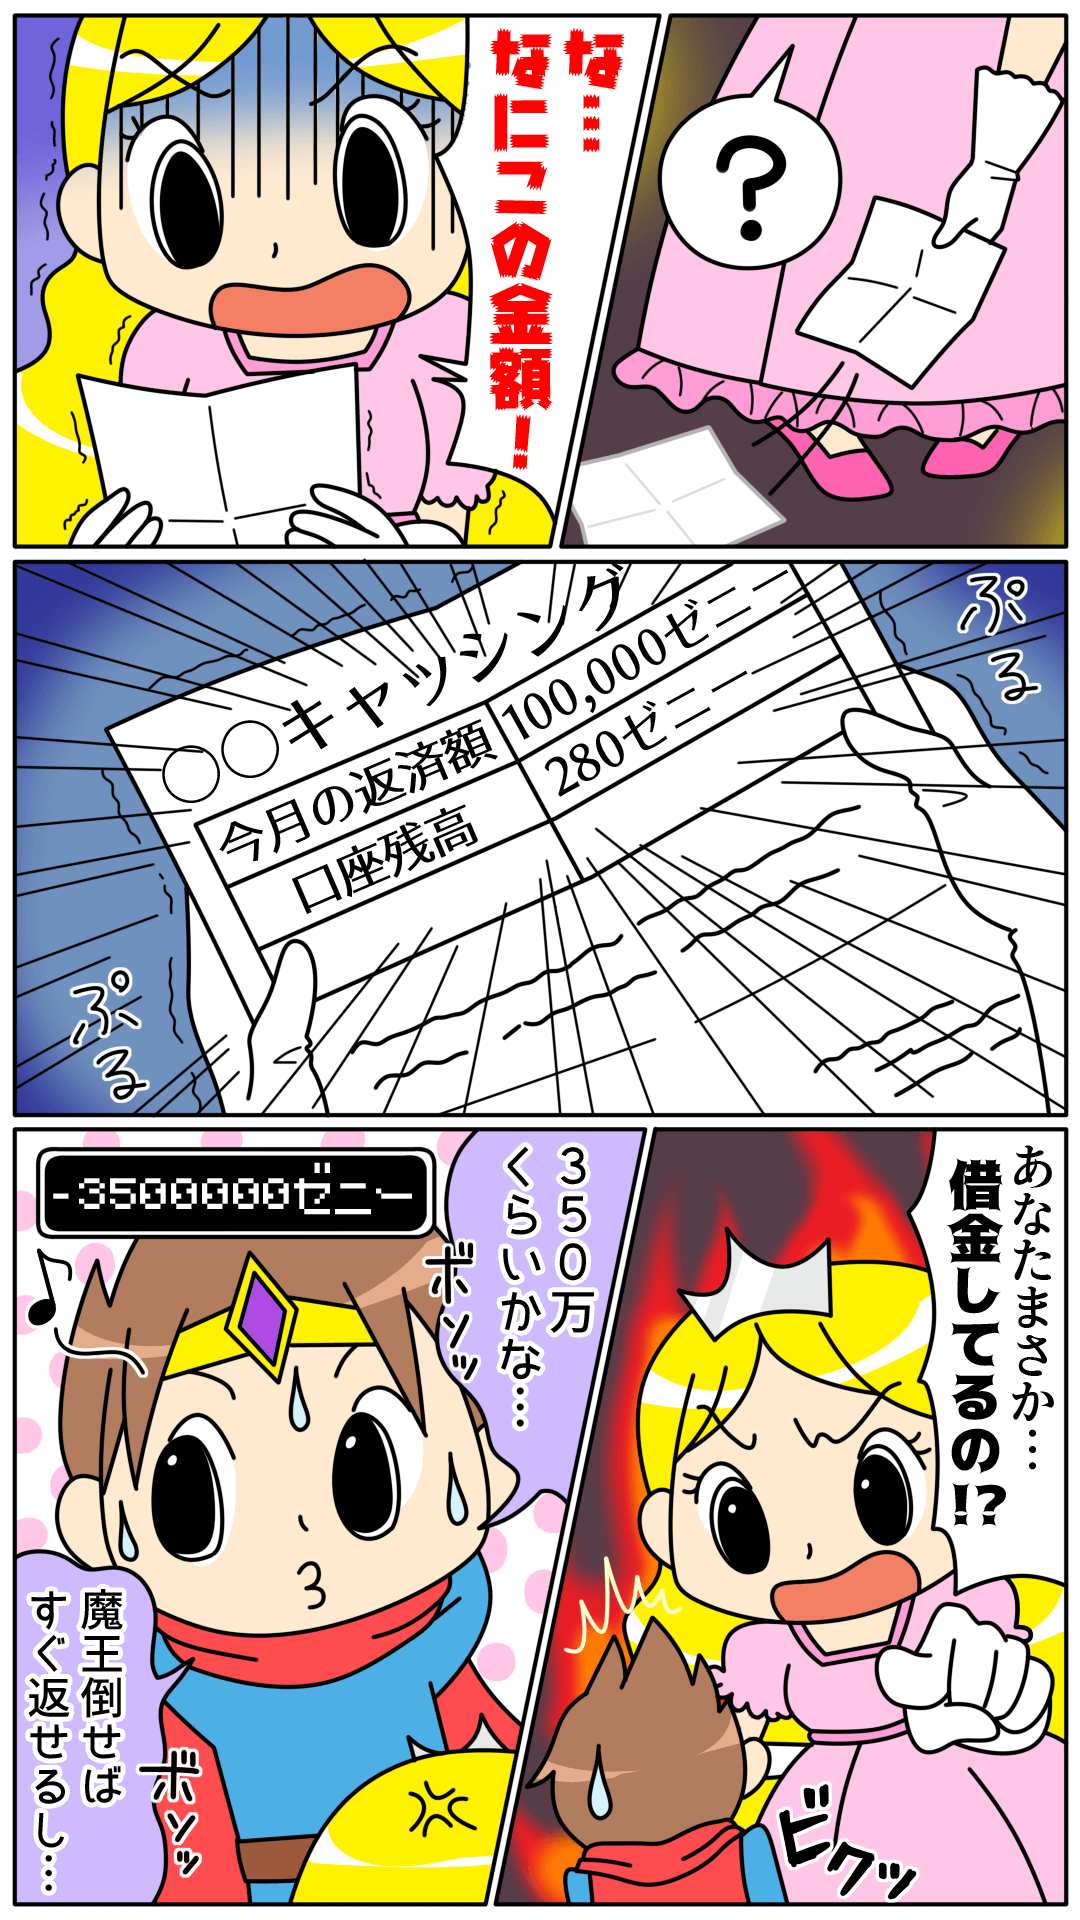 ？
な…
なにこの金額！
○○キャッシング
今月の返済額
100,000ゼニー
口座残高
280ゼニー
ぷる
ぷる
あなたまさか…
借金してるの!?
ビクッ
-3500000ゼニー
３５０万
くらいかな…
ボソッ
魔王倒せば
すぐ返せるし…
ボソッ